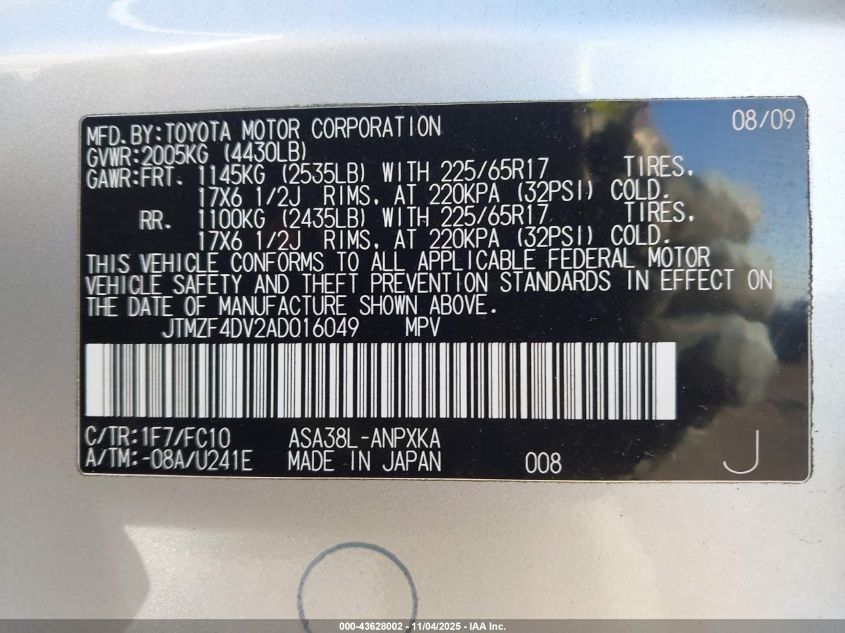 MFD.BY:TOYOTA MOTOR CORPORATION 08/09
GVWR:2005KG (4430LB)
GAWR:FRT. 1145KG (2535LB) WITH 225/65R17 TIRES,
17X6 1/2J RIMS, AT 220KPA (32PSI) COLD.
RR. 1100KG (2435LB) WITH 225/65R17 TIRES,
17X6 1/2J RIMS, AT 220KPA (32PSI) COLD.
THIS VEHICLE CONFORMS TO ALL APPLICABLE FEDERAL MOTOR
VEHICLE SAFETY AND THEFT PREVENTION STANDARDS IN EFFECT ON
THE DATE OF MANUFACTURE SHOWN ABOVE.
JTMZF4DV2AD016049 MPV
C/TR:1F7/FC10 ASA38L-ANPXKA
A/TM:-08A/U241E MADE IN JAPAN 008 J
000-43628002 - 11/04/2025 - IAA Inc.